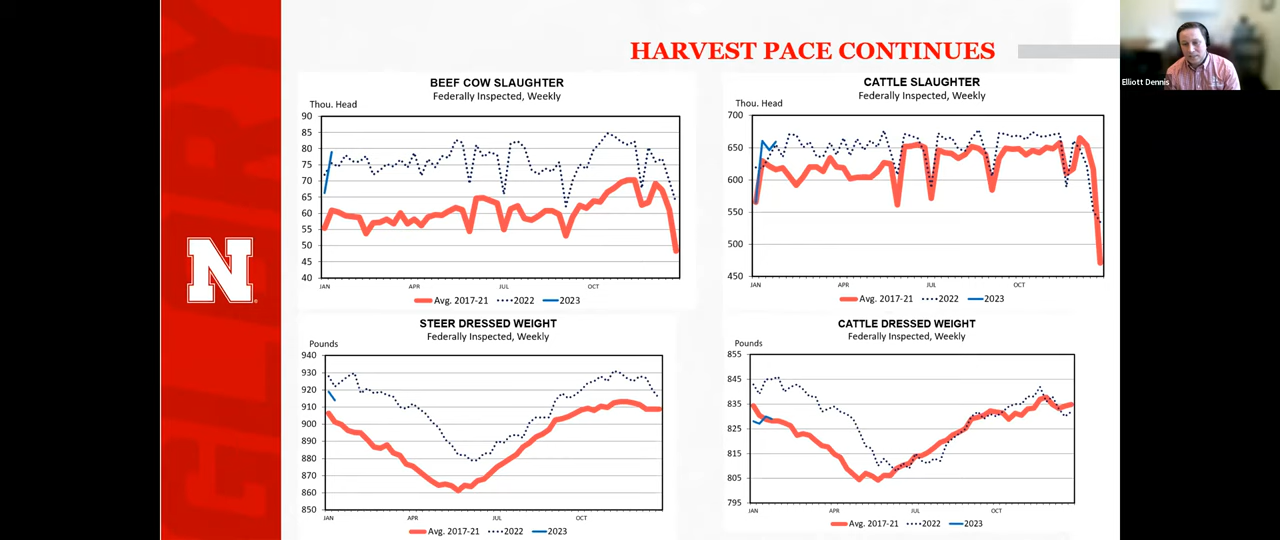 HARVEST PACE CONTINUES
Elliott Dennis
GLORY
N
BEEF COW SLAUGHTER
Federally Inspected, Weekly
Thou. Head
90
85
80
75
70
65
60
55
50
45
40
JAN
APR
JUL
OCT
Avg. 2017-21
2022
2023
CATTLE SLAUGHTER
Federally Inspected, Weekly
Thou. Head
700
650
600
550
500
450
JAN
APR
JUL
OCT
Avg. 2017-21
2022
2023
STEER DRESSED WEIGHT
Federally Inspected, Weekly
Pounds
940
930
920
910
900
890
880
870
860
850
JAN
APR
JUL
OCT
Avg. 2017-21
2022
2023
CATTLE DRESSED WEIGHT
Federally Inspected, Weekly
Pounds
855
845
835
825
815
805
795
JAN
APR
JUL
OCT
Avg. 2017-21
2022
2023